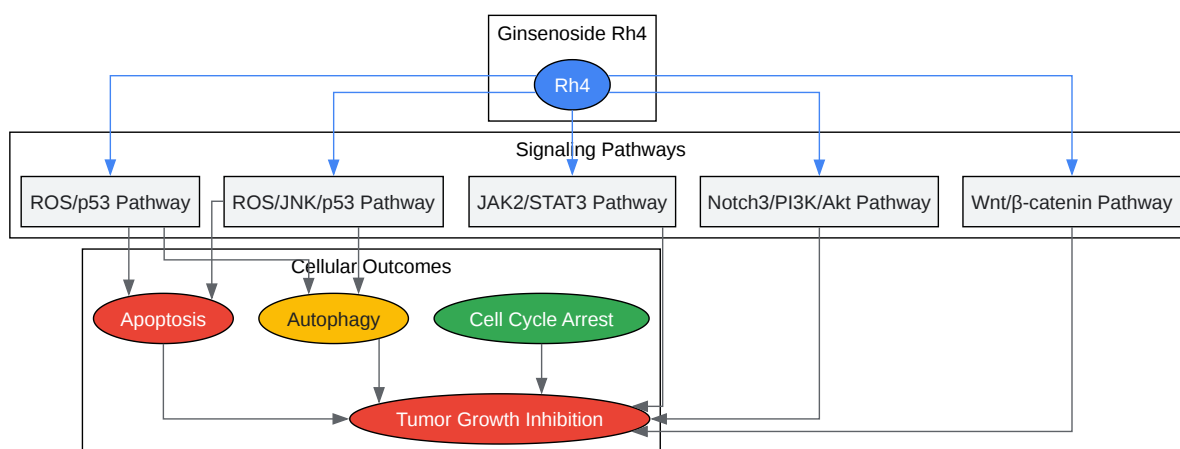 Ginsenoside Rh4
Rh4
Signaling Pathways
ROS/p53 Pathway
ROS/JNK/p53 Pathway
JAK2/STAT3 Pathway
Notch3/PI3K/Akt Pathway
Wnt/β-catenin Pathway
Cellular Outcomes
Apoptosis
Autophagy
Cell Cycle Arrest
Tumor Growth Inhibition